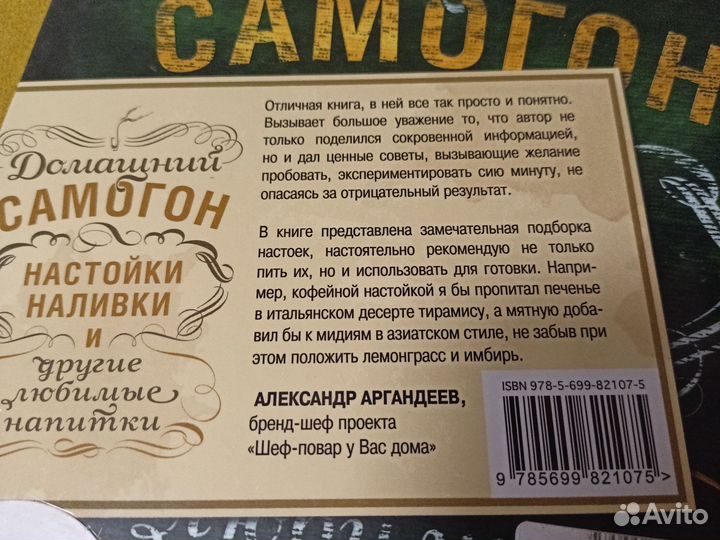 САМОГОН
Домашний
САМОГОН
НАСТОЙКИ
НАЛИВКИ
и
другие
любимые
напитки
Отличная книга, в ней все так просто и понятно.
Вызывает большое уважение то, что автор не
только поделился сокровенной информацией,
но и дал ценные советы, вызывающие желание
пробовать, экспериментировать сию минуту, не
опасаясь за отрицательный результат.
В книге представлена замечательная подборка
настоек, настоятельно рекомендую не только
пить их, но и использовать для готовки. Напри-
мер, кофейной настойкой я бы пропитал печенье
в итальянском десерте тирамису, а мятную доба-
вил бы к мидиям в азиатском стиле, не забыв при
этом положить лемонграсс и имбирь.
АЛЕКСАНДР АРГАНДЕЕВ,
бренд-шеф проекта
«Шеф-повар у Вас дома»
ISBN 978-5-699-82107-5
9 785699 821075>
Avito